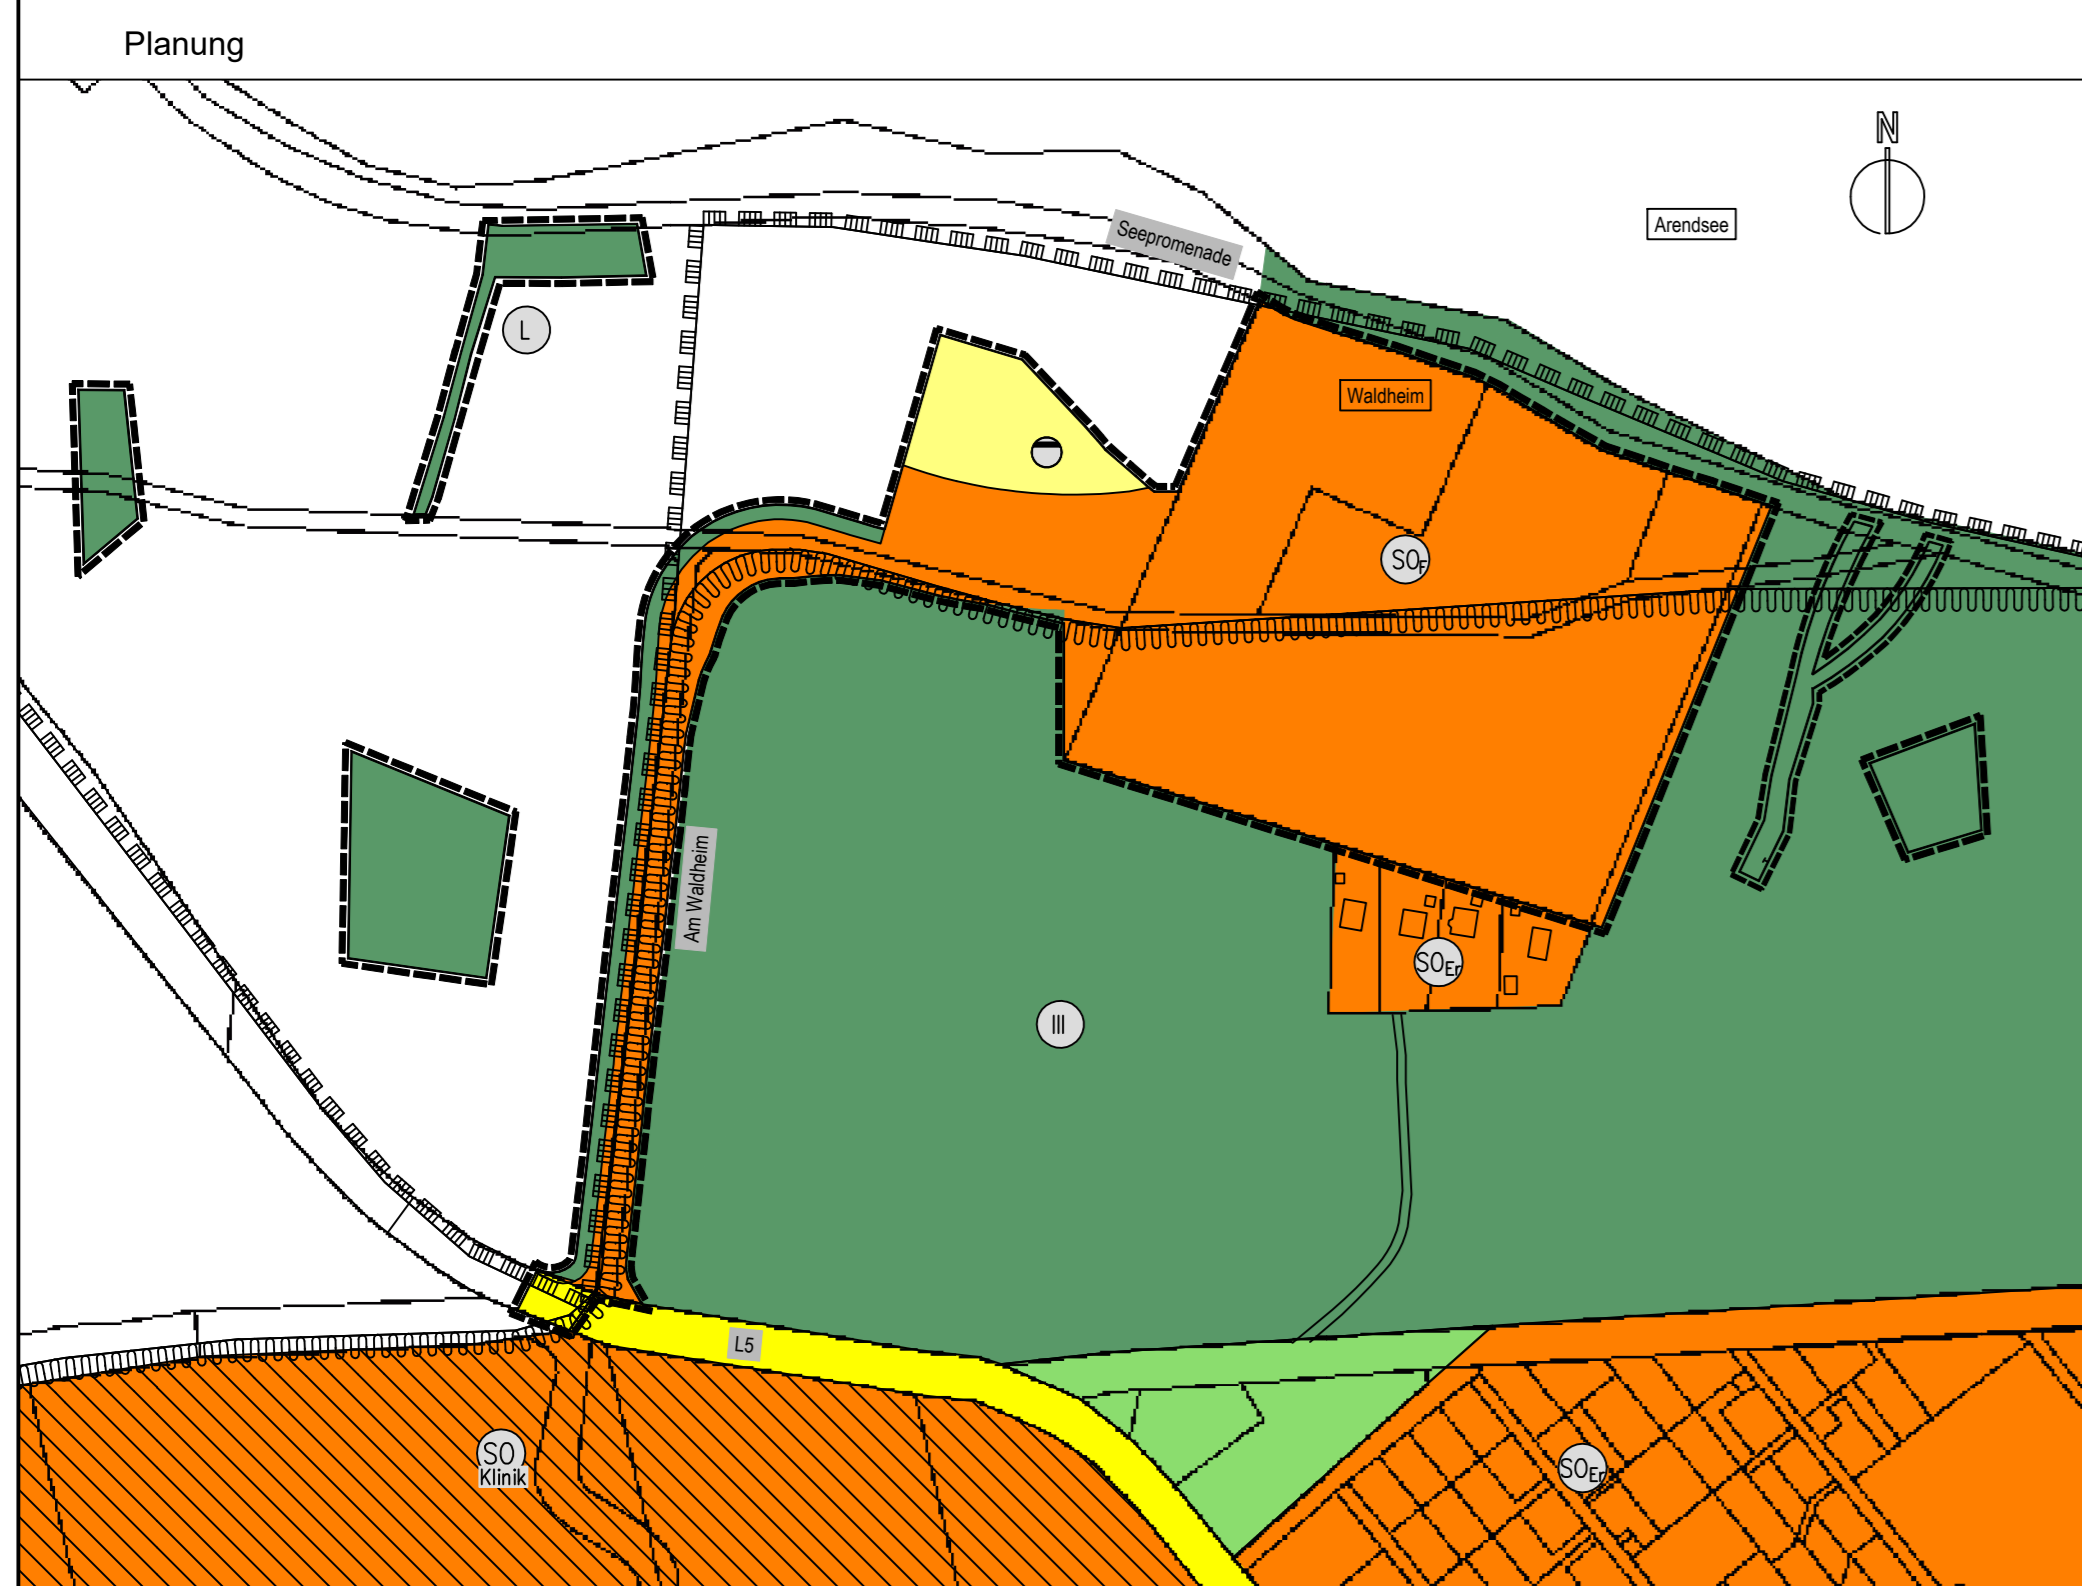 Planung
N
Arendsee
Seepromenade
L
Waldheim
SOF
Am Waldheim
SOEr
III
L5
SO
Klinik
SOEr